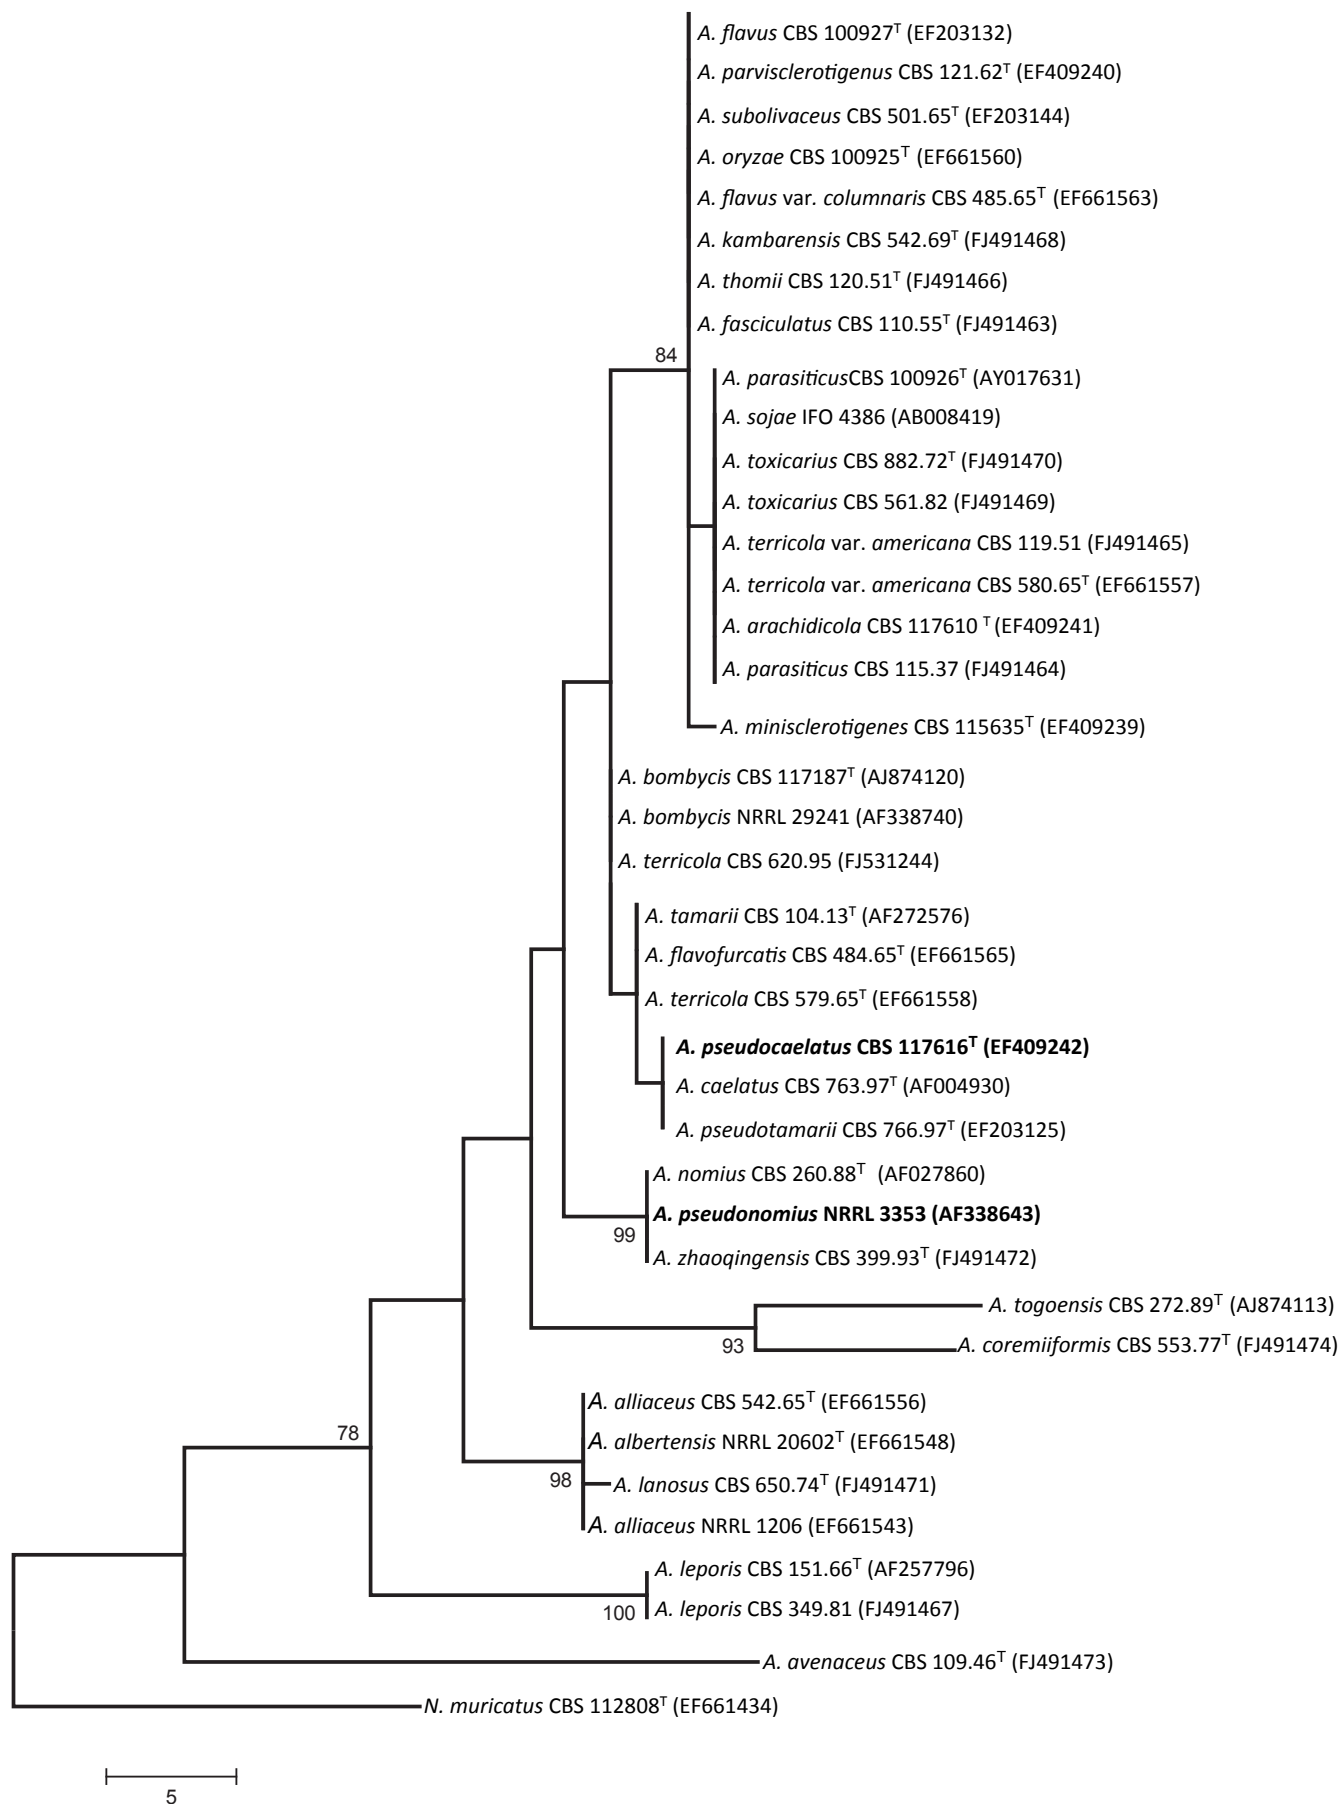 A. flavus CBS 100927ᵀ (EF203132)
A. parvisclerotigenus CBS 121.62ᵀ (EF409240)
A. subolivaceus CBS 501.65ᵀ (EF203144)
A. oryzae CBS 100925ᵀ (EF661560)
A. flavus var. columnaris CBS 485.65ᵀ (EF661563)
A. kambarensis CBS 542.69ᵀ (FJ491468)
A. thomii CBS 120.51ᵀ (FJ491466)
A. fasciculatus CBS 110.55ᵀ (FJ491463)
84
A. parasiticusCBS 100926ᵀ (AY017631)
A. sojae IFO 4386 (AB008419)
A. toxicarius CBS 882.72ᵀ (FJ491470)
A. toxicarius CBS 561.82 (FJ491469)
A. terricola var. americana CBS 119.51 (FJ491465)
A. terricola var. americana CBS 580.65ᵀ (EF661557)
A. arachidicola CBS 117610 ᵀ (EF409241)
A. parasiticus CBS 115.37 (FJ491464)
A. minisclerotigenes CBS 115635ᵀ (EF409239)
A. bombycis CBS 117187ᵀ (AJ874120)
A. bombycis NRRL 29241 (AF338740)
A. terricola CBS 620.95 (FJ531244)
A. tamarii CBS 104.13ᵀ (AF272576)
A. flavofurcatis CBS 484.65ᵀ (EF661565)
A. terricola CBS 579.65ᵀ (EF661558)
A. pseudocaelatus CBS 117616ᵀ (EF409242)
A. caelatus CBS 763.97ᵀ (AF004930)
A. pseudotamarii CBS 766.97ᵀ (EF203125)
A. nomius CBS 260.88ᵀ (AF027860)
A. pseudonomius NRRL 3353 (AF338643)
99
A. zhaoqingensis CBS 399.93ᵀ (FJ491472)
A. togoensis CBS 272.89ᵀ (AJ874113)
93
A. coremiiformis CBS 553.77ᵀ (FJ491474)
A. alliaceus CBS 542.65ᵀ (EF661556)
78
A. albertensis NRRL 20602ᵀ (EF661548)
98
A. lanosus CBS 650.74ᵀ (FJ491471)
A. alliaceus NRRL 1206 (EF661543)
A. leporis CBS 151.66ᵀ (AF257796)
100
A. leporis CBS 349.81 (FJ491467)
A. avenaceus CBS 109.46ᵀ (FJ491473)
N. muricatus CBS 112808ᵀ (EF661434)
5